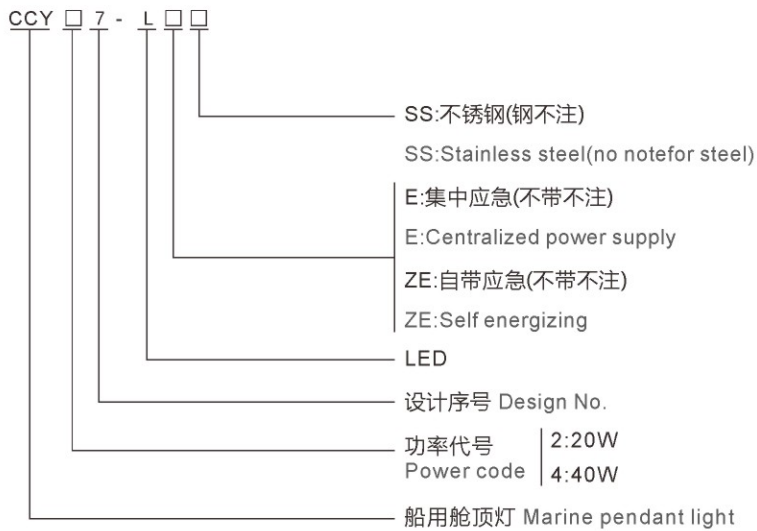 CCY □ 7 - L □ □
SS:不锈钢(钢不注)
SS:Stainless steel(no notefor steel)
E:集中应急(不带不注)
E:Centralized power supply
ZE:自带应急(不带不注)
ZE:Self energizing
LED
设计序号 Design No.
功率代号
Power code
2:20W
4:40W
船用舱顶灯 Marine pendant light